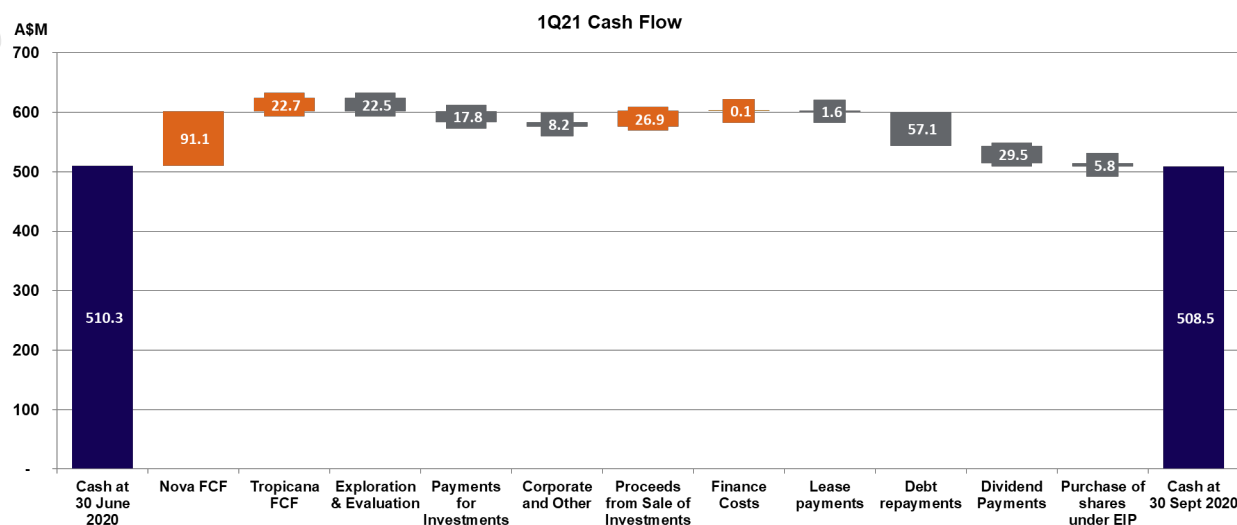 1Q21 Cash Flow
A$M
700
600
500
400
300
200
100
-
510.3
91.1
22.7
22.5
17.8
8.2
26.9
0.1
1.6
57.1
29.5
5.8
508.5
Cash at
30 June
2020
Nova FCF
Tropicana
FCF
Exploration
& Evaluation
Payments
for
Investments
Corporate
and Other
Proceeds
from Sale of
Investments
Finance
Costs
Lease
payments
Debt
repayments
Dividend
Payments
Purchase of
shares
under EIP
Cash at
30 Sept 2020